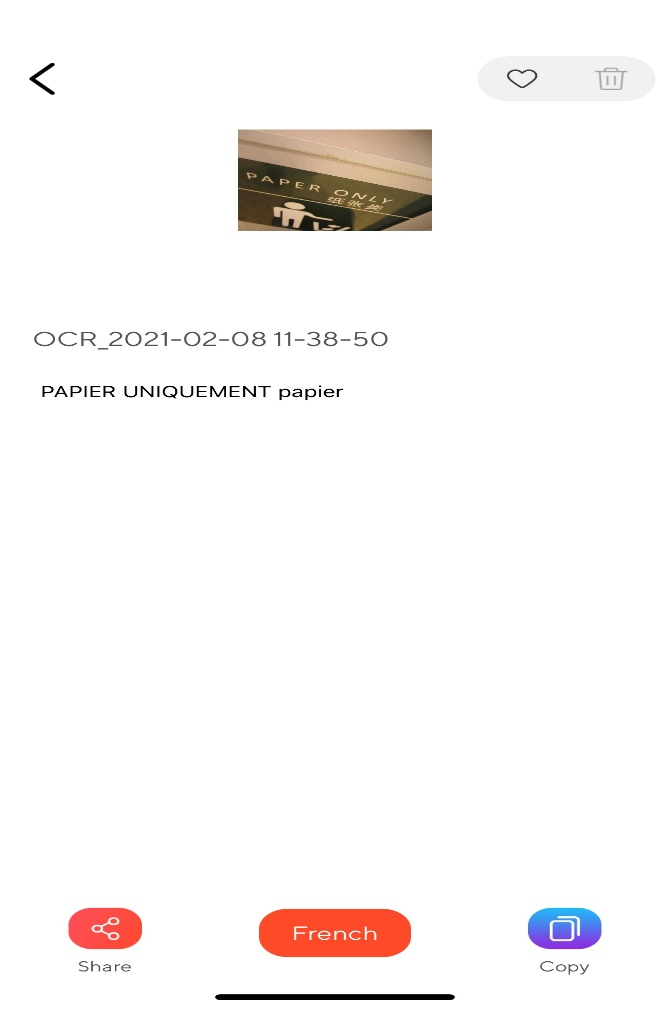 PAPER ONLY
纸张类
OCR_2021-02-08 11-38-50
PAPIER UNIQUEMENT papier
French
Share
Copy